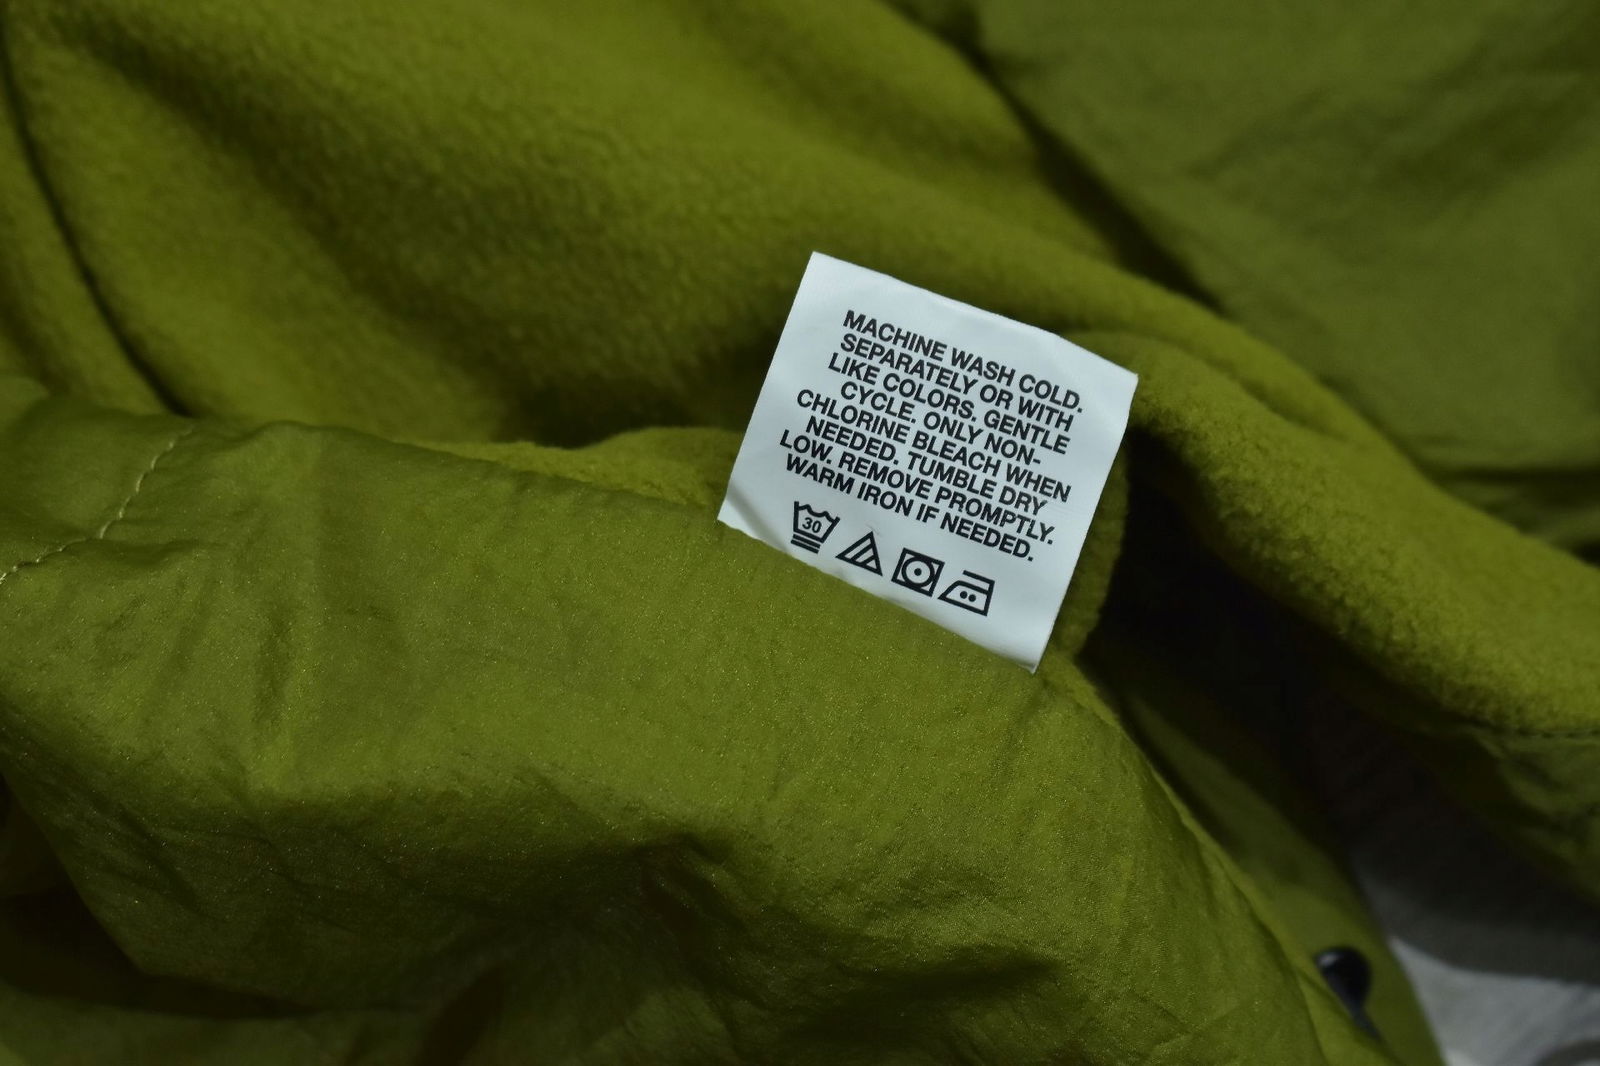 MACHINE WASH COLD.
SEPARATELY OR WITH
LIKE COLORS. GENTLE
CYCLE. ONLY NON-
CHLORINE BLEACH WHEN
NEEDED. TUMBLE DRY
LOW. REMOVE PROMPTLY.
WARM IRON IF NEEDED.
30